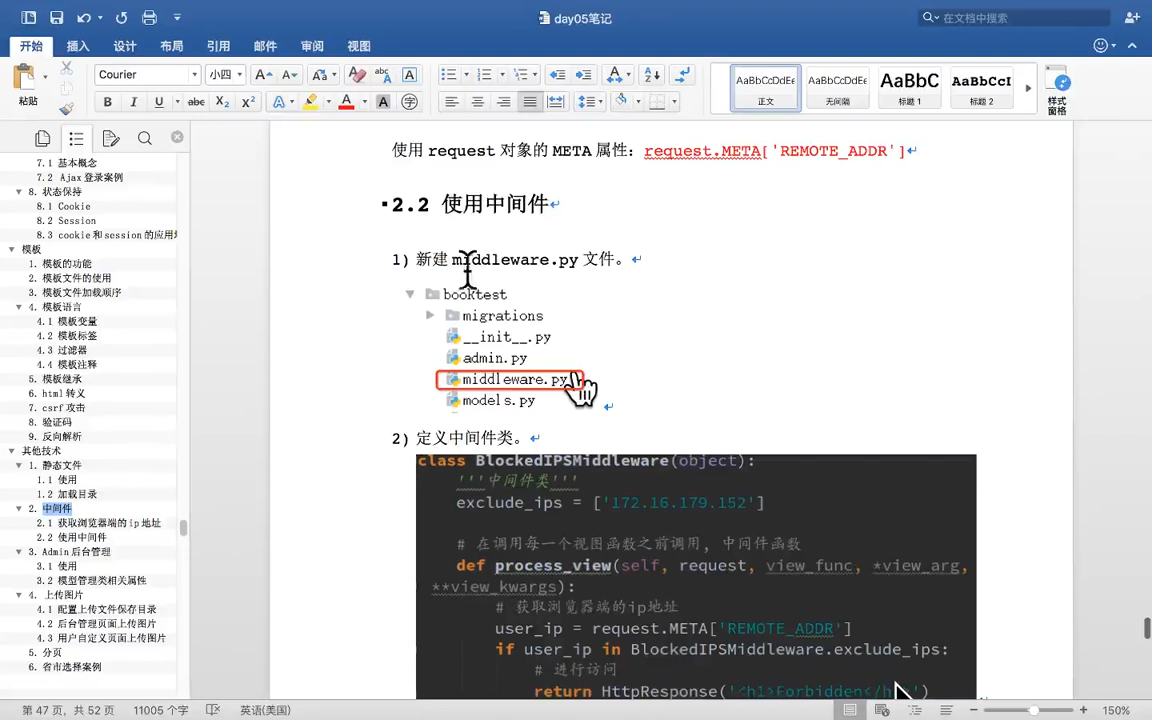 day05笔记
在文档中搜索
开始 插入 设计 布局 引用 邮件 审阅 视图
粘贴
Courier
小四
AaBbCcDdEe 正文
AaBbCcDdEe 无间隔
AaBbC 标题 1
AaBbCcI 标题 2
样式窗格
7.1 基本概念
7.2 Ajax登录案例
8. 状态保持
8.1 Cookie
8.2 Session
8.3 cookie和session的应用场
模板
1. 模板的功能
2. 模板文件的使用
3. 模板文件加载顺序
4. 模板语言
4.1 模板变量
4.2 模板标签
4.3 过滤器
4.4 模板注释
5. 模板继承
6. html转义
7. csrf攻击
8. 验证码
9. 反向解析
其他技术
1. 静态文件
1.1 使用
1.2 加载目录
2. 中间件
2.1 获取浏览器端的ip地址
2.2 使用中间件
3. Admin后台管理
3.1 使用
3.2 模型管理类相关属性
4. 上传图片
4.1 配置上传文件保存目录
4.2 后台管理页面上传图片
4.3 用户自定义页面上传图片
5. 分页
6. 省市选择案例
使用 request 对象的 META 属性: request.META['REMOTE_ADDR']
2.2 使用中间件
1) 新建 middleware.py 文件。
booktest
migrations
__init__.py
admin.py
middleware.py
models.py
2) 定义中间件类。
class BlockedIPSMiddleware(object):
'''中间件类'''
exclude_ips = ['172.16.179.152']
# 在调用每一个视图函数之前调用, 中间件函数
def process_view(self, request, view_func, *view_arg,
**view_kwargs):
# 获取浏览器端的ip地址
user_ip = request.META['REMOTE_ADDR']
if user_ip in BlockedIPSMiddleware.exclude_ips:
# 进行访问
return HttpResponse('<h1>Forbidden</h
第 47 页, 共 52 页 11005 个字 英语(美国) 150%